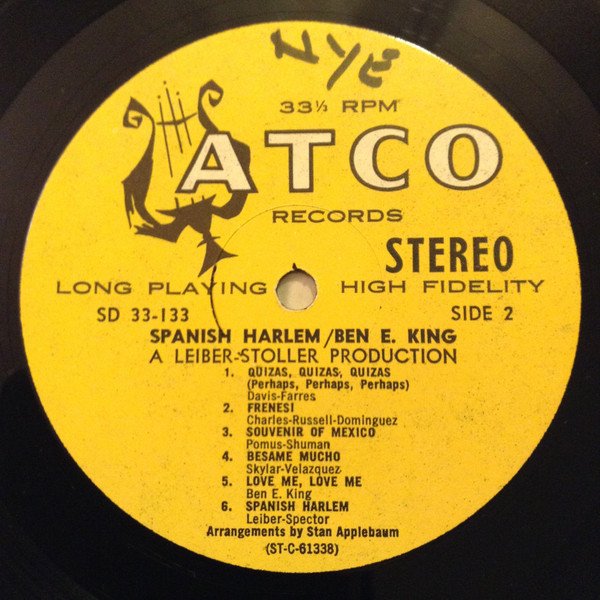 NYE
33⅓ RPM
ATCO
RECORDS
STEREO
LONG PLAYING HIGH FIDELITY
SD 33-133 SIDE 2
SPANISH HARLEM/BEN E. KING
A LEIBER-STOLLER PRODUCTION
1. QUIZAS, QUIZAS, QUIZAS
(Perhaps, Perhaps, Perhaps)
Davis-Farres
2. FRENESI
Charles-Russell-Dominguez
3. SOUVENIR OF MEXICO
Pomus-Shuman
4. BESAME MUCHO
Skylar-Velazquez
5. LOVE ME, LOVE ME
Ben E. King
6. SPANISH HARLEM
Leiber-Spector
Arrangements by Stan Applebaum
(ST-C-61338)